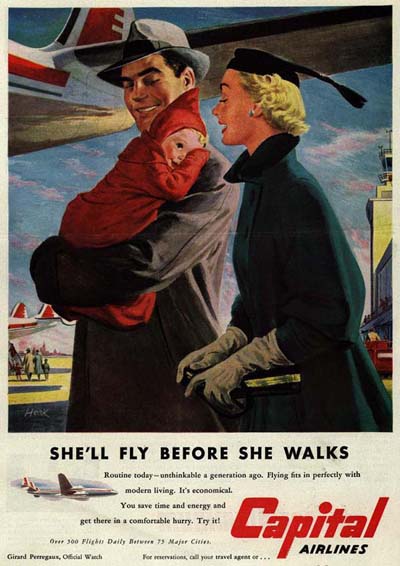 Hook
SHE'LL FLY BEFORE SHE WALKS
Routine today—unthinkable a generation ago. Flying fits in perfectly with
modern living. It's economical.
You save time and energy and
get there in a comfortable hurry. Try it!
Over 500 Flights Daily Between 75 Major Cities.
Capital
AIRLINES
Girard Perregaux, Official Watch
For reservations, call your travel agent or . . .